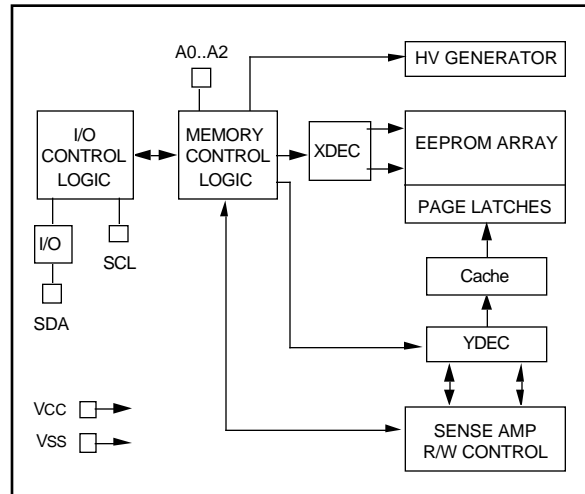 A0..A2
HV GENERATOR
I/O
CONTROL
LOGIC
MEMORY
CONTROL
LOGIC
XDEC
EEPROM ARRAY
PAGE LATCHES
I/O
SCL
SDA
Cache
YDEC
VCC
VSS
SENSE AMP
R/W CONTROL